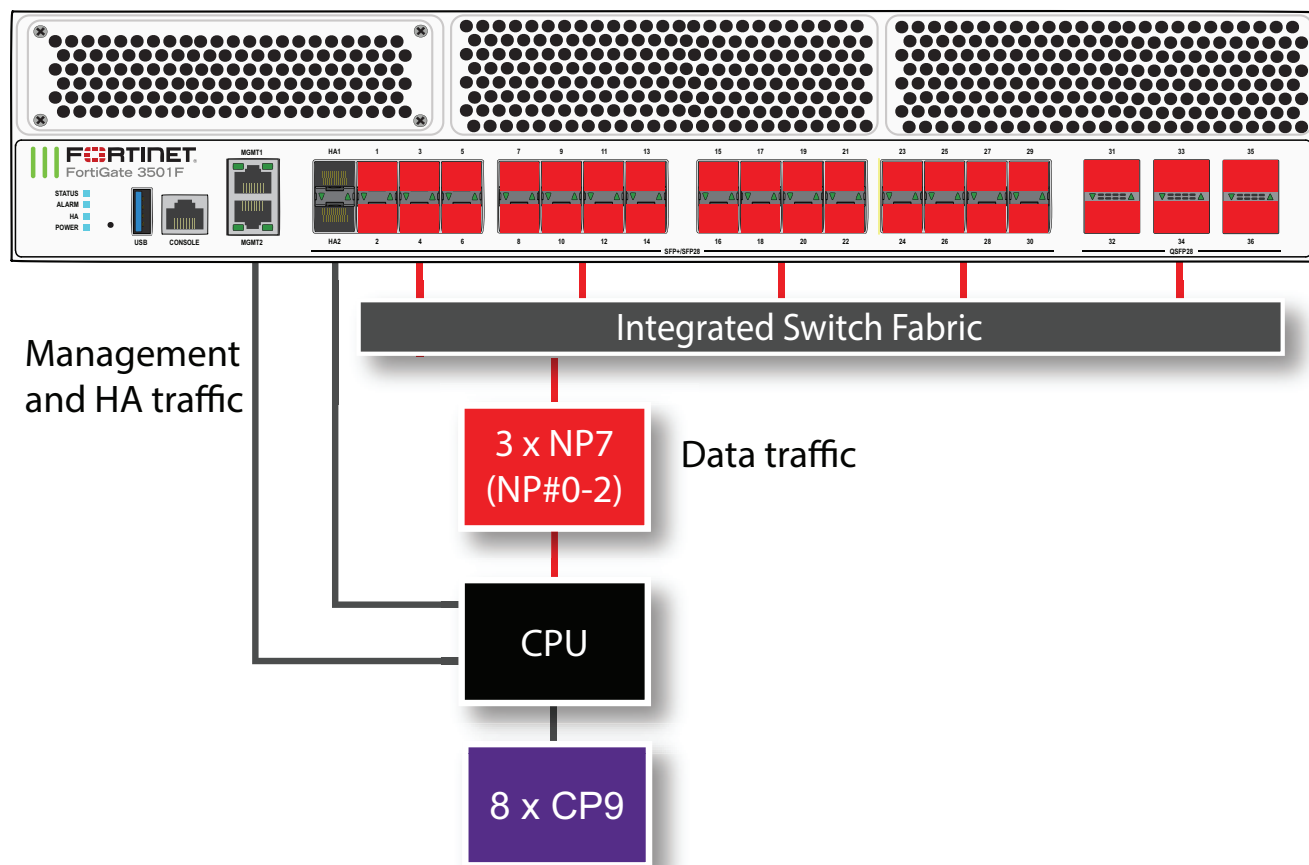 FORTINET
FortiGate 3501F
STATUS
ALARM
HA
POWER
USB
CONSOLE
MGMT1
MGMT2
HA1 1 3 5 7 9 11 13 15 17 19 21 23 25 27 29 31 33 35
HA2 2 4 6 8 10 12 14 16 18 20 22 24 26 28 30 32 34 36
SFP+/SFP28
QSFP28
Integrated Switch Fabric
Management
and HA traffic
3 x NP7
(NP#0-2)
Data traffic
CPU
8 x CP9